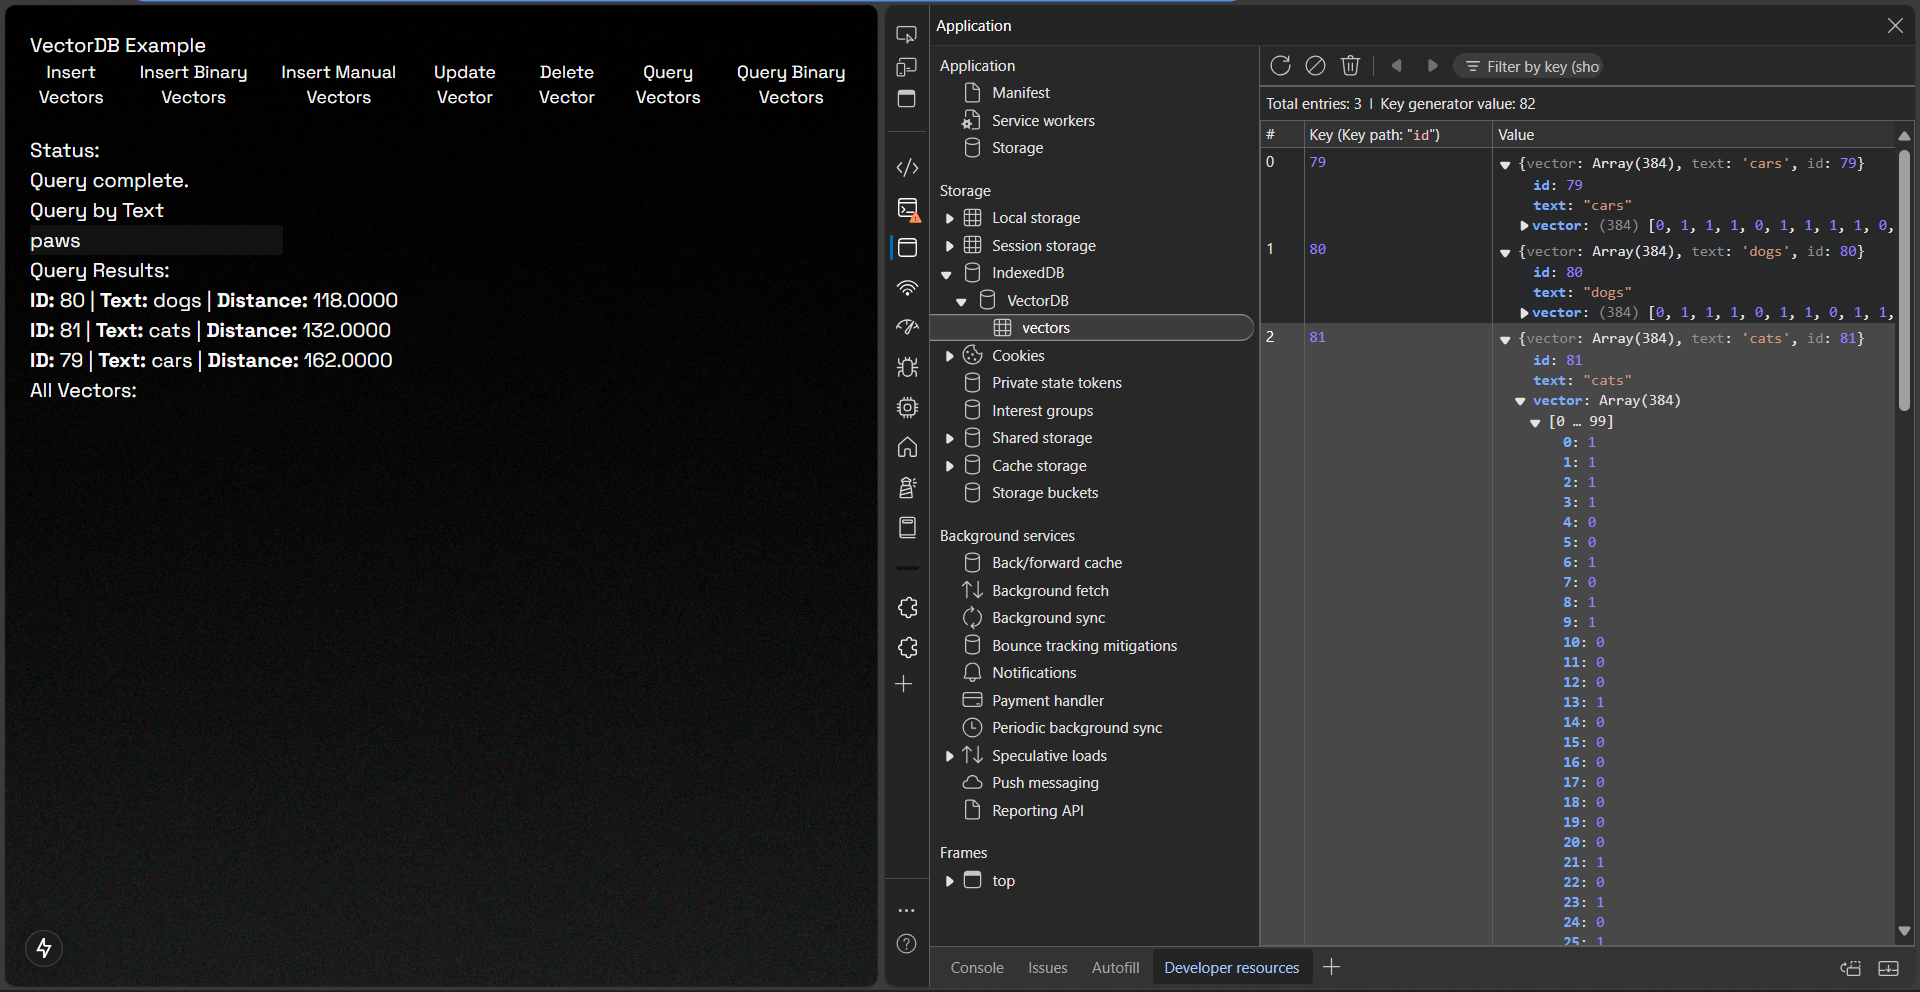 VectorDB Example
Insert Vectors
Insert Binary Vectors
Insert Manual Vectors
Update Vector
Delete Vector
Query Vectors
Query Binary Vectors
Status:
Query complete.
Query by Text
paws
Query Results:
ID: 80 | Text: dogs | Distance: 118.0000
ID: 81 | Text: cats | Distance: 132.0000
ID: 79 | Text: cars | Distance: 162.0000
All Vectors:
Application
Application
Manifest
Service workers
Storage
Storage
Local storage
Session storage
IndexedDB
VectorDB
vectors
Cookies
Private state tokens
Interest groups
Shared storage
Cache storage
Storage buckets
Background services
Back/forward cache
Background fetch
Background sync
Bounce tracking mitigations
Notifications
Payment handler
Periodic background sync
Speculative loads
Push messaging
Reporting API
Frames
top
Filter by key (sho
Total entries: 3 | Key generator value: 82
# Key (Key path: "id") Value
0 79 {vector: Array(384), text: 'cars', id: 79}
id: 79
text: "cars"
vector: (384) [0, 1, 1, 1, 0, 1, 1, 1, 1, 0,
1 80 {vector: Array(384), text: 'dogs', id: 80}
id: 80
text: "dogs"
vector: (384) [0, 1, 1, 1, 0, 1, 1, 0, 1, 1,
2 81 {vector: Array(384), text: 'cats', id: 81}
id: 81
text: "cats"
vector: Array(384)
[0 … 99]
0: 1
1: 1
2: 1
3: 1
4: 0
5: 0
6: 1
7: 0
8: 1
9: 1
10: 0
11: 0
12: 0
13: 1
14: 0
15: 0
16: 0
17: 0
18: 0
19: 0
20: 0
21: 1
22: 0
23: 1
24: 0
25: 1
Console Issues Autofill Developer resources